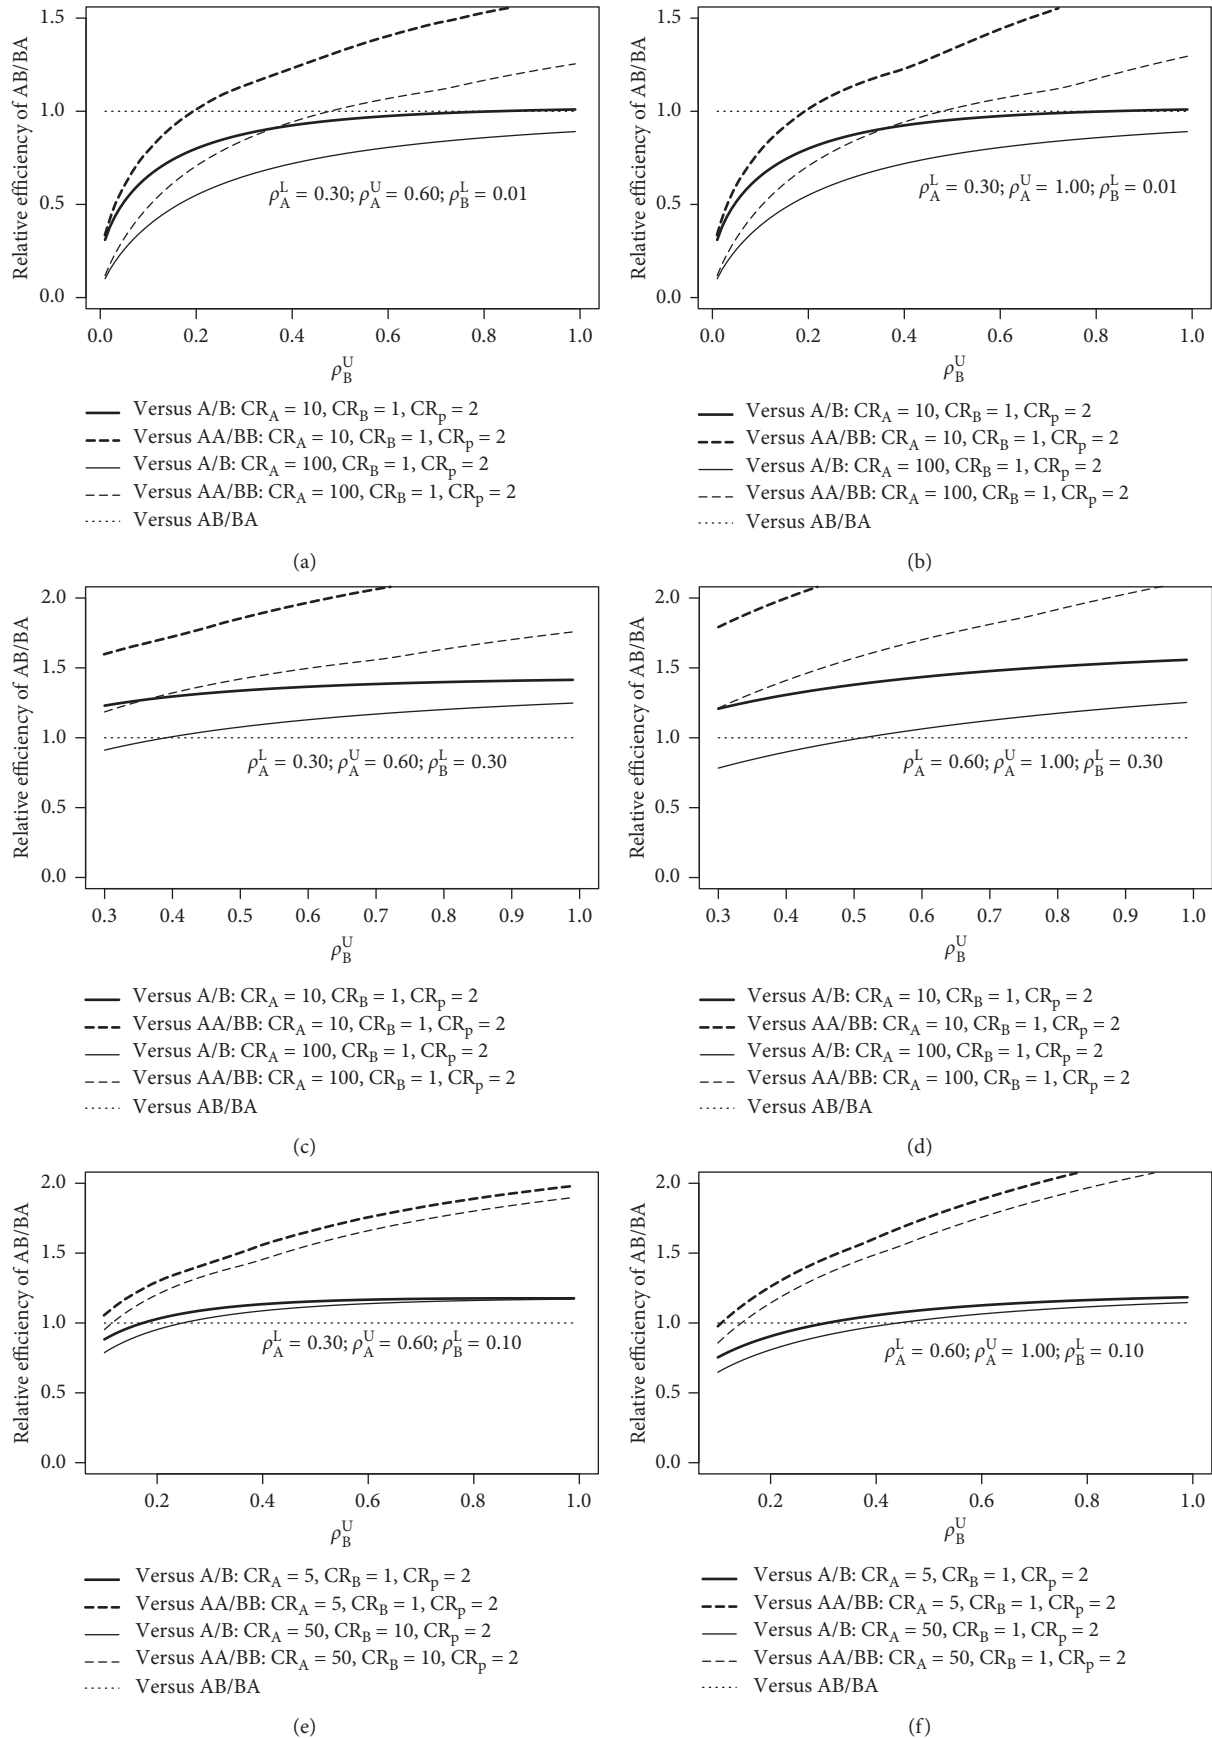 1.5
1.0
0.5
0.0
Relative efficiency of AB/BA
ρ_A^L = 0.30; ρ_A^U = 0.60; ρ_B^L = 0.01
0.0 0.2 0.4 0.6 0.8 1.0
ρ_B^U
Versus A/B: CR_A = 10, CR_B = 1, CR_p = 2
Versus AA/BB: CR_A = 10, CR_B = 1, CR_p = 2
Versus A/B: CR_A = 100, CR_B = 1, CR_p = 2
Versus AA/BB: CR_A = 100, CR_B = 1, CR_p = 2
Versus AB/BA
(a)
1.5
1.0
0.5
0.0
Relative efficiency of AB/BA
ρ_A^L = 0.30; ρ_A^U = 1.00; ρ_B^L = 0.01
0.0 0.2 0.4 0.6 0.8 1.0
ρ_B^U
Versus A/B: CR_A = 10, CR_B = 1, CR_p = 2
Versus AA/BB: CR_A = 10, CR_B = 1, CR_p = 2
Versus A/B: CR_A = 100, CR_B = 1, CR_p = 2
Versus AA/BB: CR_A = 100, CR_B = 1, CR_p = 2
Versus AB/BA
(b)
2.0
1.5
1.0
0.5
0.0
Relative efficiency of AB/BA
ρ_A^L = 0.30; ρ_A^U = 0.60; ρ_B^L = 0.30
0.3 0.4 0.5 0.6 0.7 0.8 0.9 1.0
ρ_B^U
Versus A/B: CR_A = 10, CR_B = 1, CR_p = 2
Versus AA/BB: CR_A = 10, CR_B = 1, CR_p = 2
Versus A/B: CR_A = 100, CR_B = 1, CR_p = 2
Versus AA/BB: CR_A = 100, CR_B = 1, CR_p = 2
Versus AB/BA
(c)
2.0
1.5
1.0
0.5
0.0
Relative efficiency of AB/BA
ρ_A^L = 0.60; ρ_A^U = 1.00; ρ_B^L = 0.30
0.3 0.4 0.5 0.6 0.7 0.8 0.9 1.0
ρ_B^U
Versus A/B: CR_A = 10, CR_B = 1, CR_p = 2
Versus AA/BB: CR_A = 10, CR_B = 1, CR_p = 2
Versus A/B: CR_A = 100, CR_B = 1, CR_p = 2
Versus AA/BB: CR_A = 100, CR_B = 1, CR_p = 2
Versus AB/BA
(d)
2.0
1.5
1.0
0.5
0.0
Relative efficiency of AB/BA
ρ_A^L = 0.30; ρ_A^U = 0.60; ρ_B^L = 0.10
0.2 0.4 0.6 0.8 1.0
ρ_B^U
Versus A/B: CR_A = 5, CR_B = 1, CR_p = 2
Versus AA/BB: CR_A = 5, CR_B = 1, CR_p = 2
Versus A/B: CR_A = 50, CR_B = 10, CR_p = 2
Versus AA/BB: CR_A = 50, CR_B = 10, CR_p = 2
Versus AB/BA
(e)
2.0
1.5
1.0
0.5
0.0
Relative efficiency of AB/BA
ρ_A^L = 0.60; ρ_A^U = 1.00; ρ_B^L = 0.10
0.2 0.4 0.6 0.8 1.0
ρ_B^U
Versus A/B: CR_A = 5, CR_B = 1, CR_p = 2
Versus AA/BB: CR_A = 5, CR_B = 1, CR_p = 2
Versus A/B: CR_A = 50, CR_B = 1, CR_p = 2
Versus AA/BB: CR_A = 50, CR_B = 1, CR_p = 2
Versus AB/BA
(f)